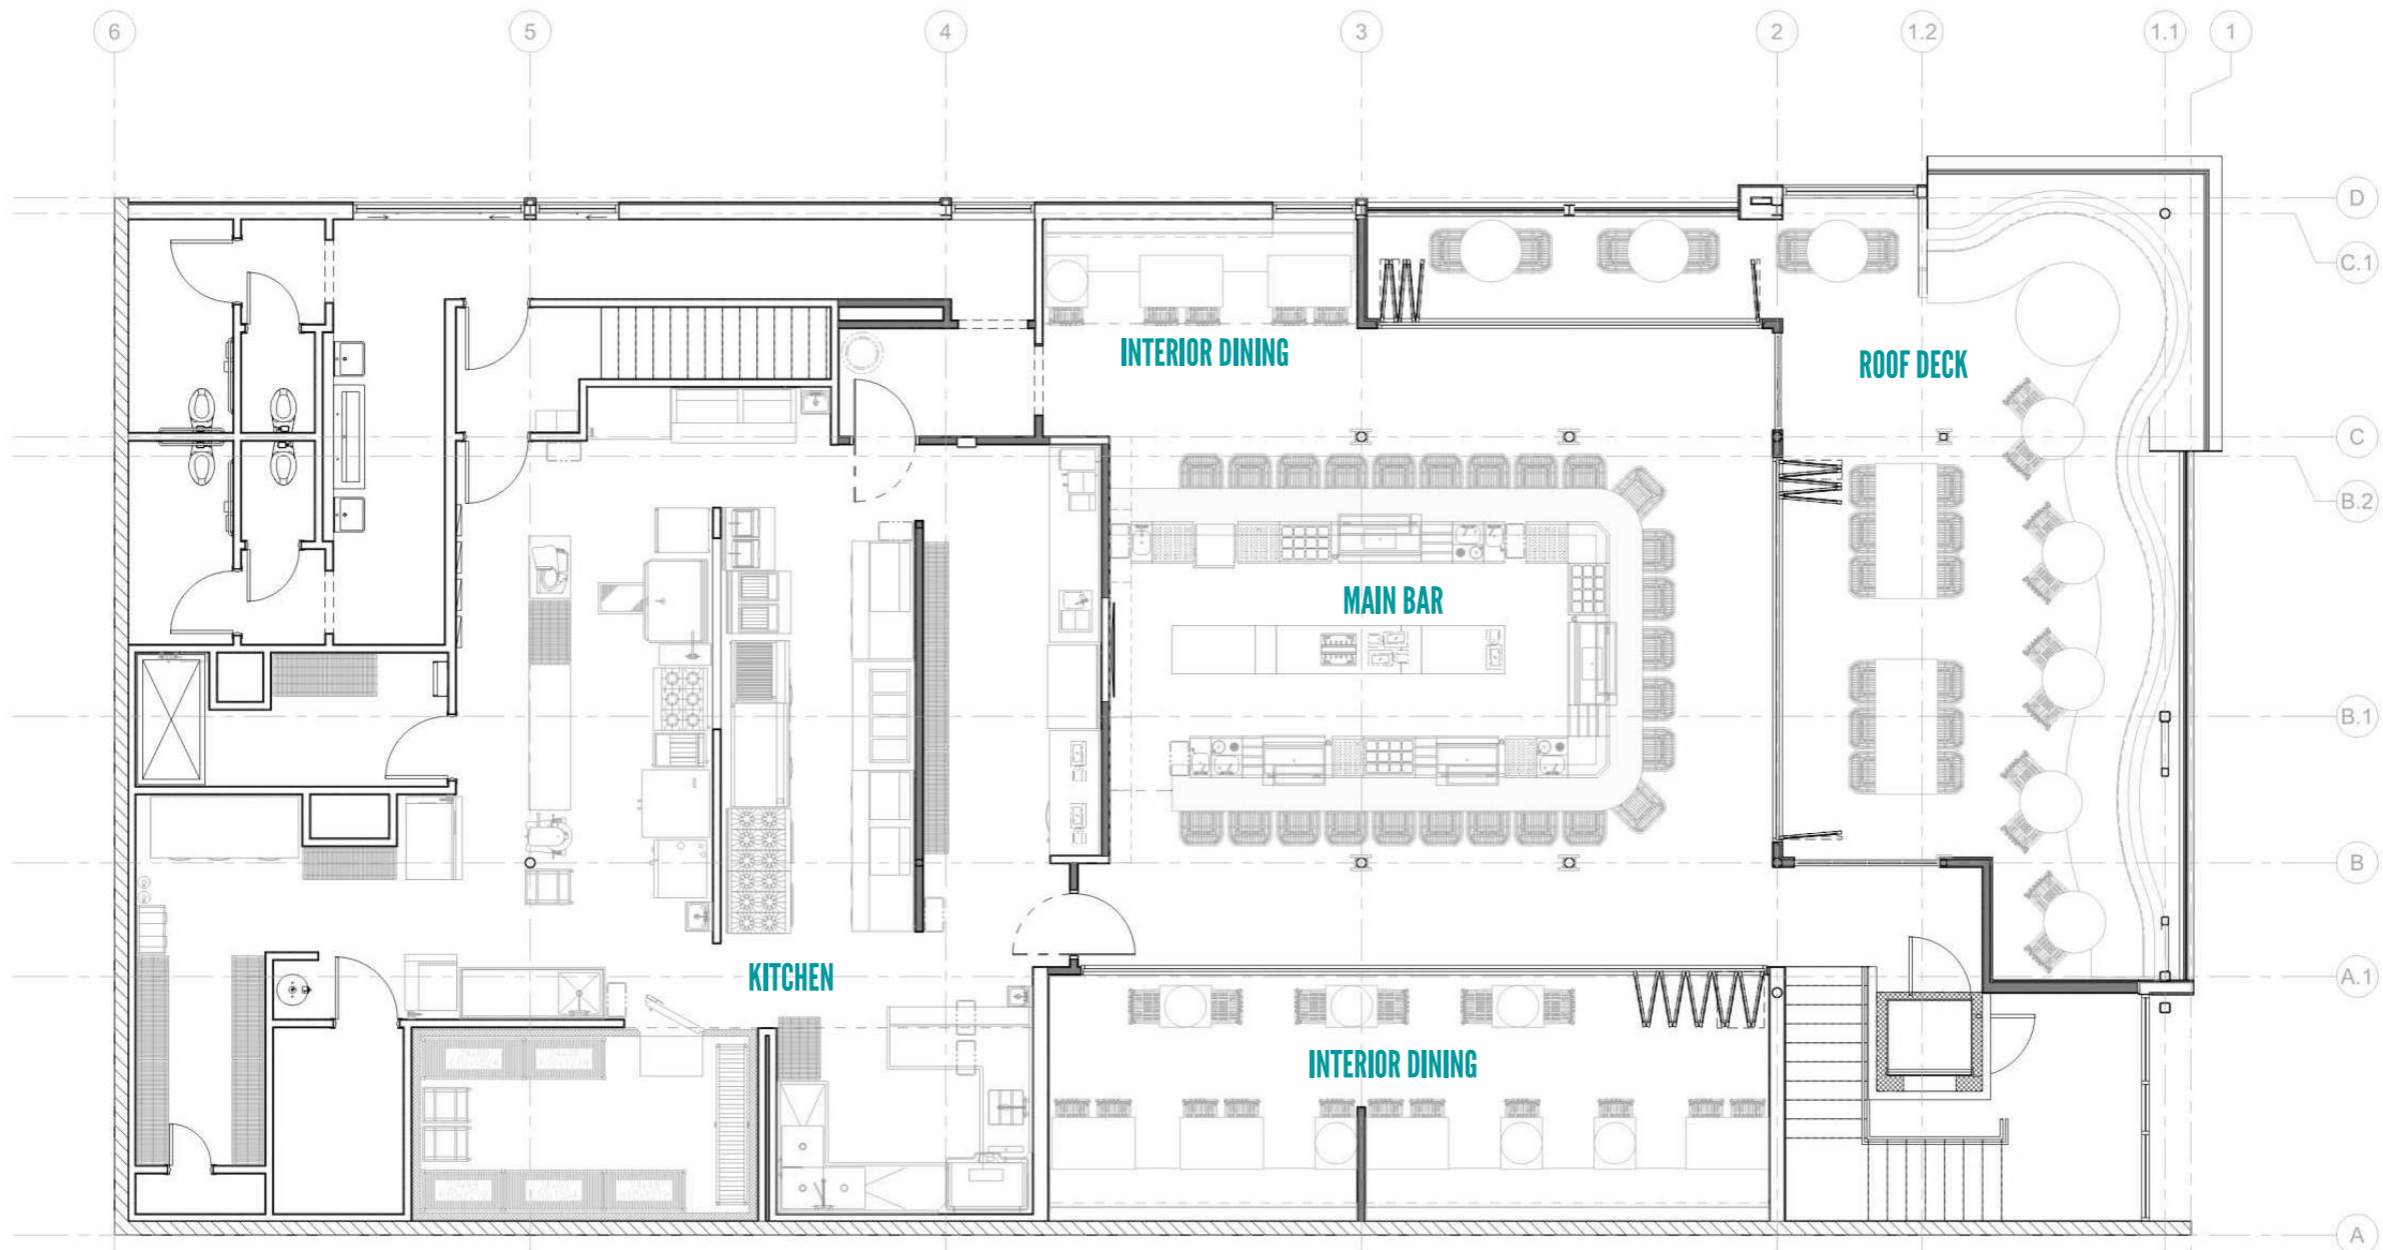 6 5 4 3 2 1.2 1.1 1
D
C.1
INTERIOR DINING
ROOF DECK
C
B.2
MAIN BAR
B.1
B
KITCHEN
A.1
INTERIOR DINING
A